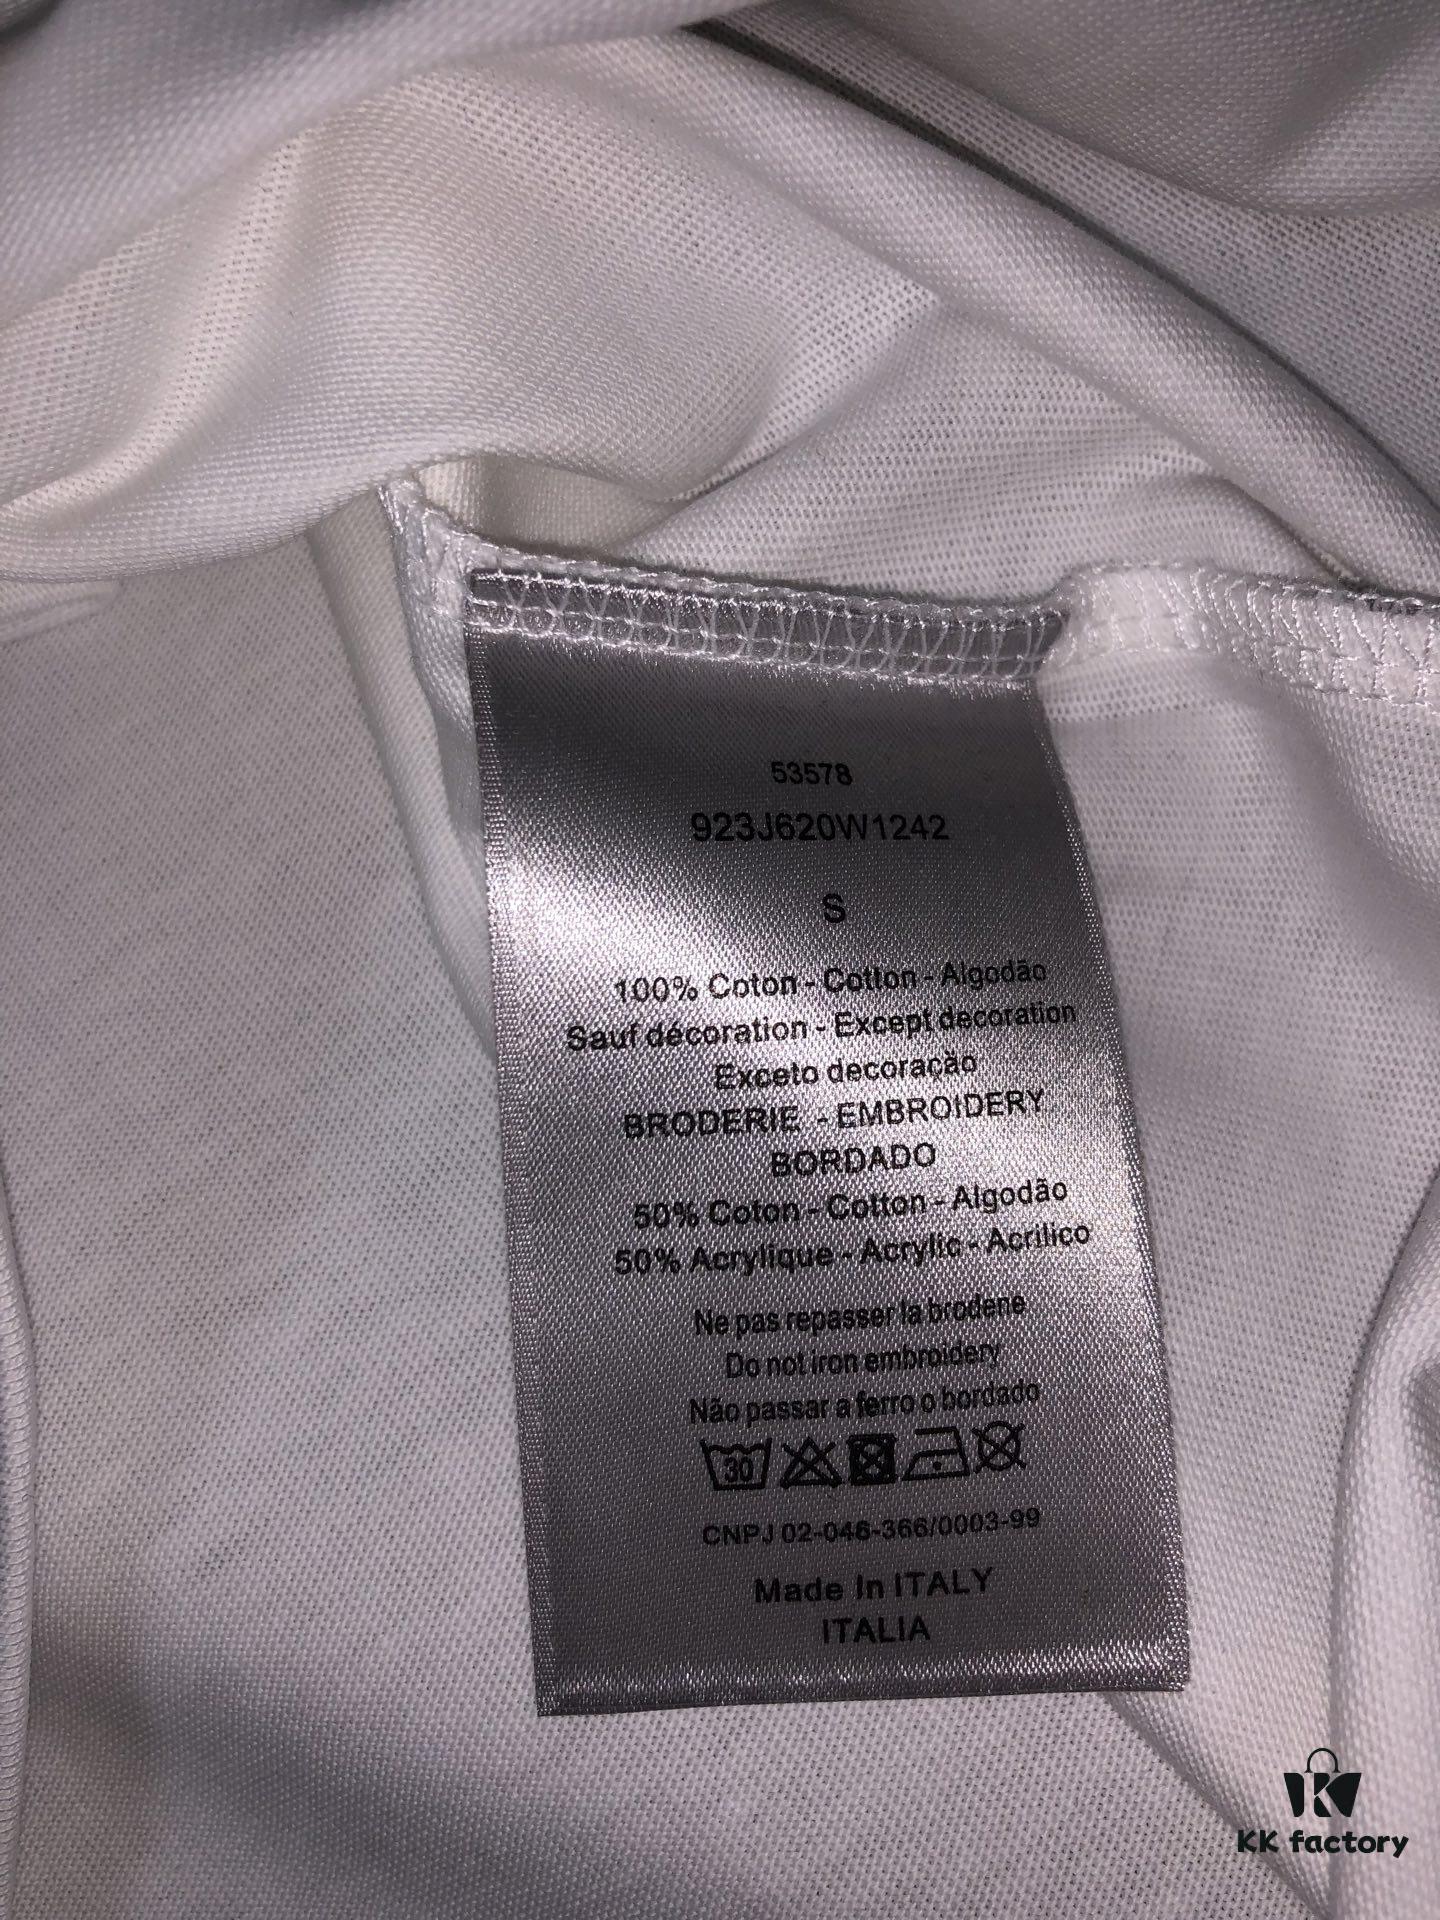 53578
923J620W1242
S
100% Coton - Cotton - Algodão
Sauf décoration - Except decoration
Exceto decoração
BRODERIE - EMBROIDERY
BORDADO
50% Coton - Cotton - Algodão
50% Acrylique - Acrylic - Acrilico
Ne pas repasser la brodene
Do not iron embroidery
Não passar a ferro o bordado
30
CNPJ 02-046-366/0003-99
Made In ITALY
ITALIA
KK factory